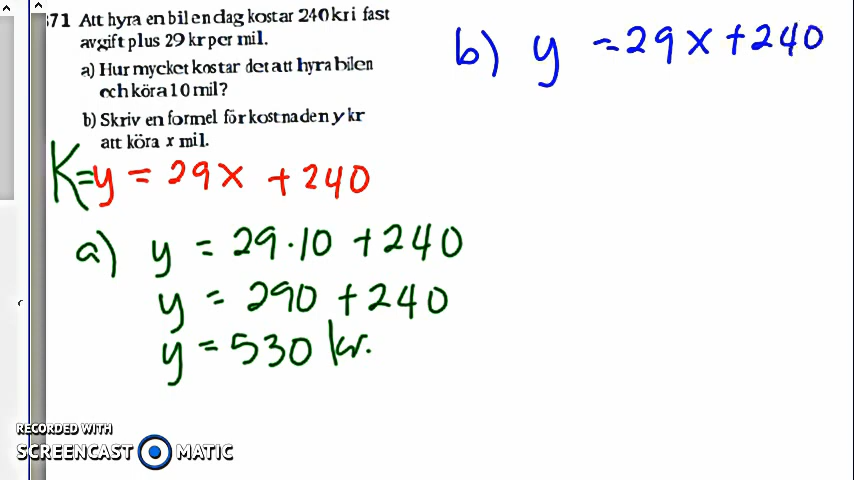 371 Att hyra en bil en dag kostar 240 kr i fast
avgift plus 29 kr per mil.
a) Hur mycket kostar det att hyra bilen
och köra 10 mil?
b) Skriv en formel för kostnaden y kr
att köra x mil.
K=y = 29x + 240
a) y = 29·10 + 240
y = 290 + 240
y = 530 kr.
b) y = 29x + 240
RECORDED WITH
SCREENCAST MATIC